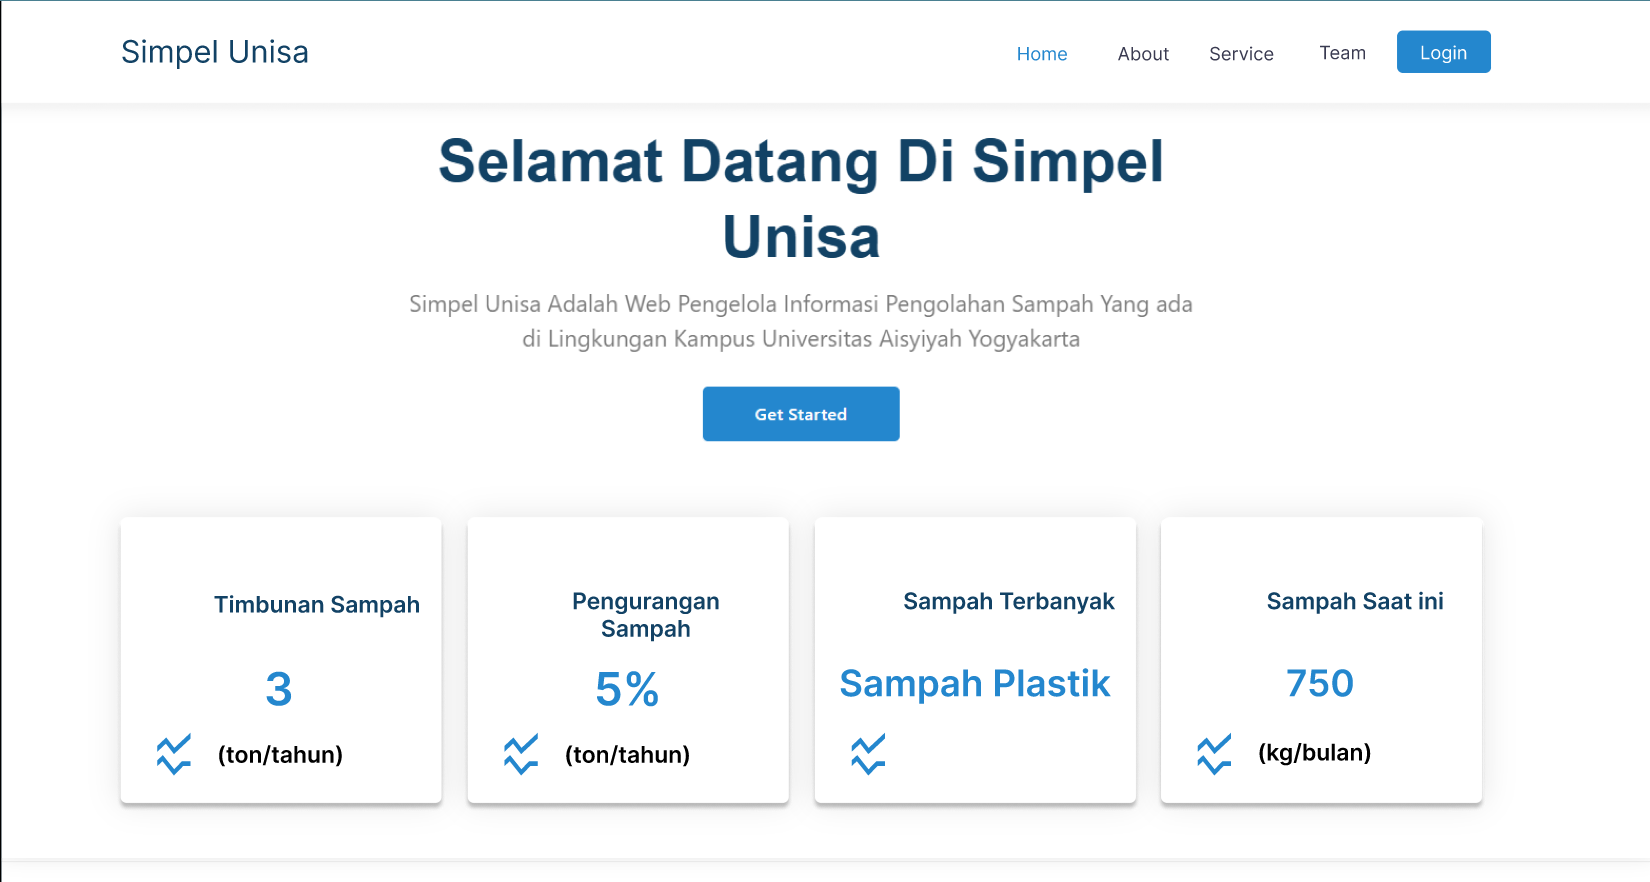 Simpel Unisa
Home About Service Team Login
Selamat Datang Di Simpel
Unisa
Simpel Unisa Adalah Web Pengelola Informasi Pengolahan Sampah Yang ada
di Lingkungan Kampus Universitas Aisyiyah Yogyakarta
Get Started
Timbunan Sampah
3
(ton/tahun)
Pengurangan
Sampah
5%
(ton/tahun)
Sampah Terbanyak
Sampah Plastik
Sampah Saat ini
750
(kg/bulan)